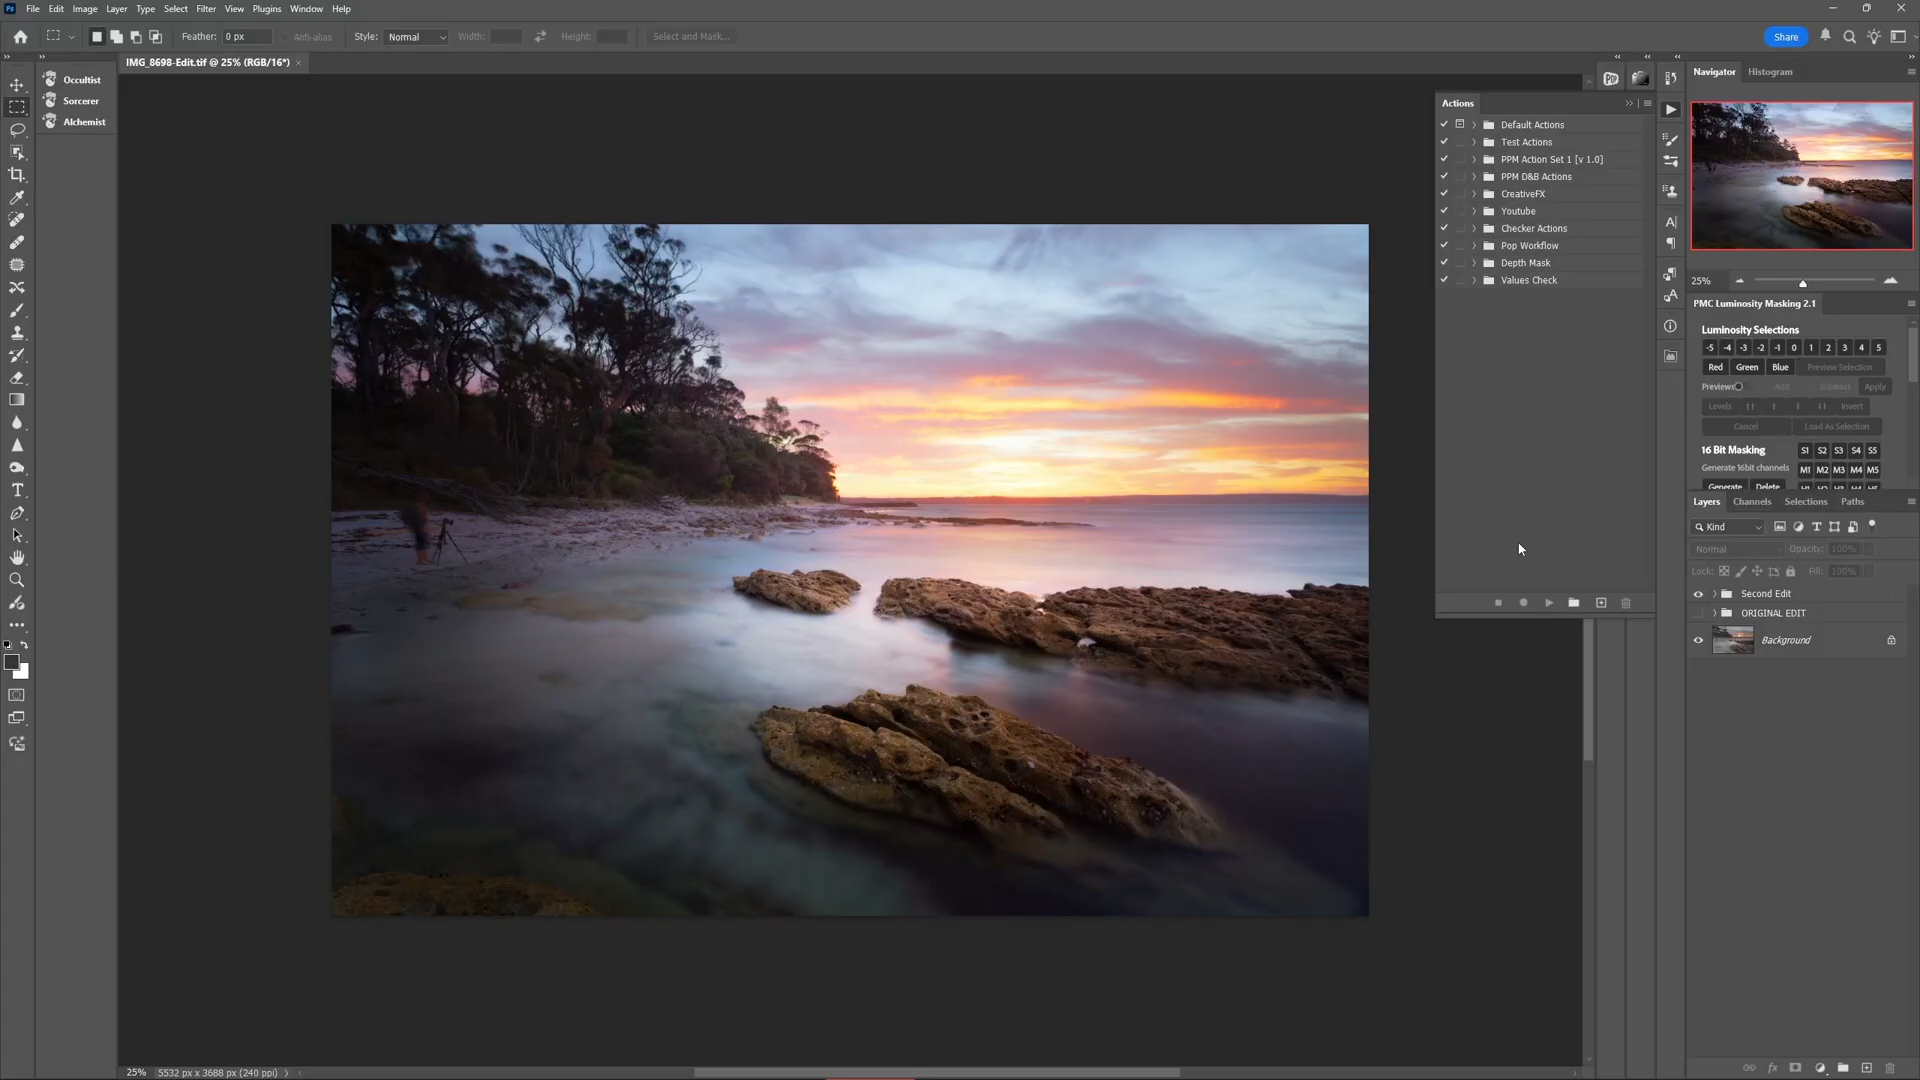 Ps File Edit Image Layer Type Select Filter View Plugins Window Help
Feather: 0 px Anti-alias Style: Normal Width: Height: Select and Mask... Share
IMG_8698-Edit.tif @ 25% (RGB/16*) ×
Occultist
Sorcerer
Alchemist
Actions
Default Actions
Test Actions
PPM Action Set 1 [v 1.0]
PPM D&B Actions
CreativeFX
Youtube
Checker Actions
Pop Workflow
Depth Mask
Values Check
Navigator Histogram
25%
PMC Luminosity Masking 2.1
Luminosity Selections
-5 -4 -3 -2 -1 0 1 2 3 4 5
Red Green Blue Preview Selection
Previews Add Subtract Apply
Levels Invert
Cancel Load As Selection
16 Bit Masking S1 S2 S3 S4 S5
Generate 16bit channels M1 M2 M3 M4 M5
Generate Delete
Layers Channels Selections Paths
Kind
Normal Opacity: 100%
Lock: Fill: 100%
Second Edit
ORIGINAL EDIT
Background
25% 5532 px x 3688 px (240 ppi)